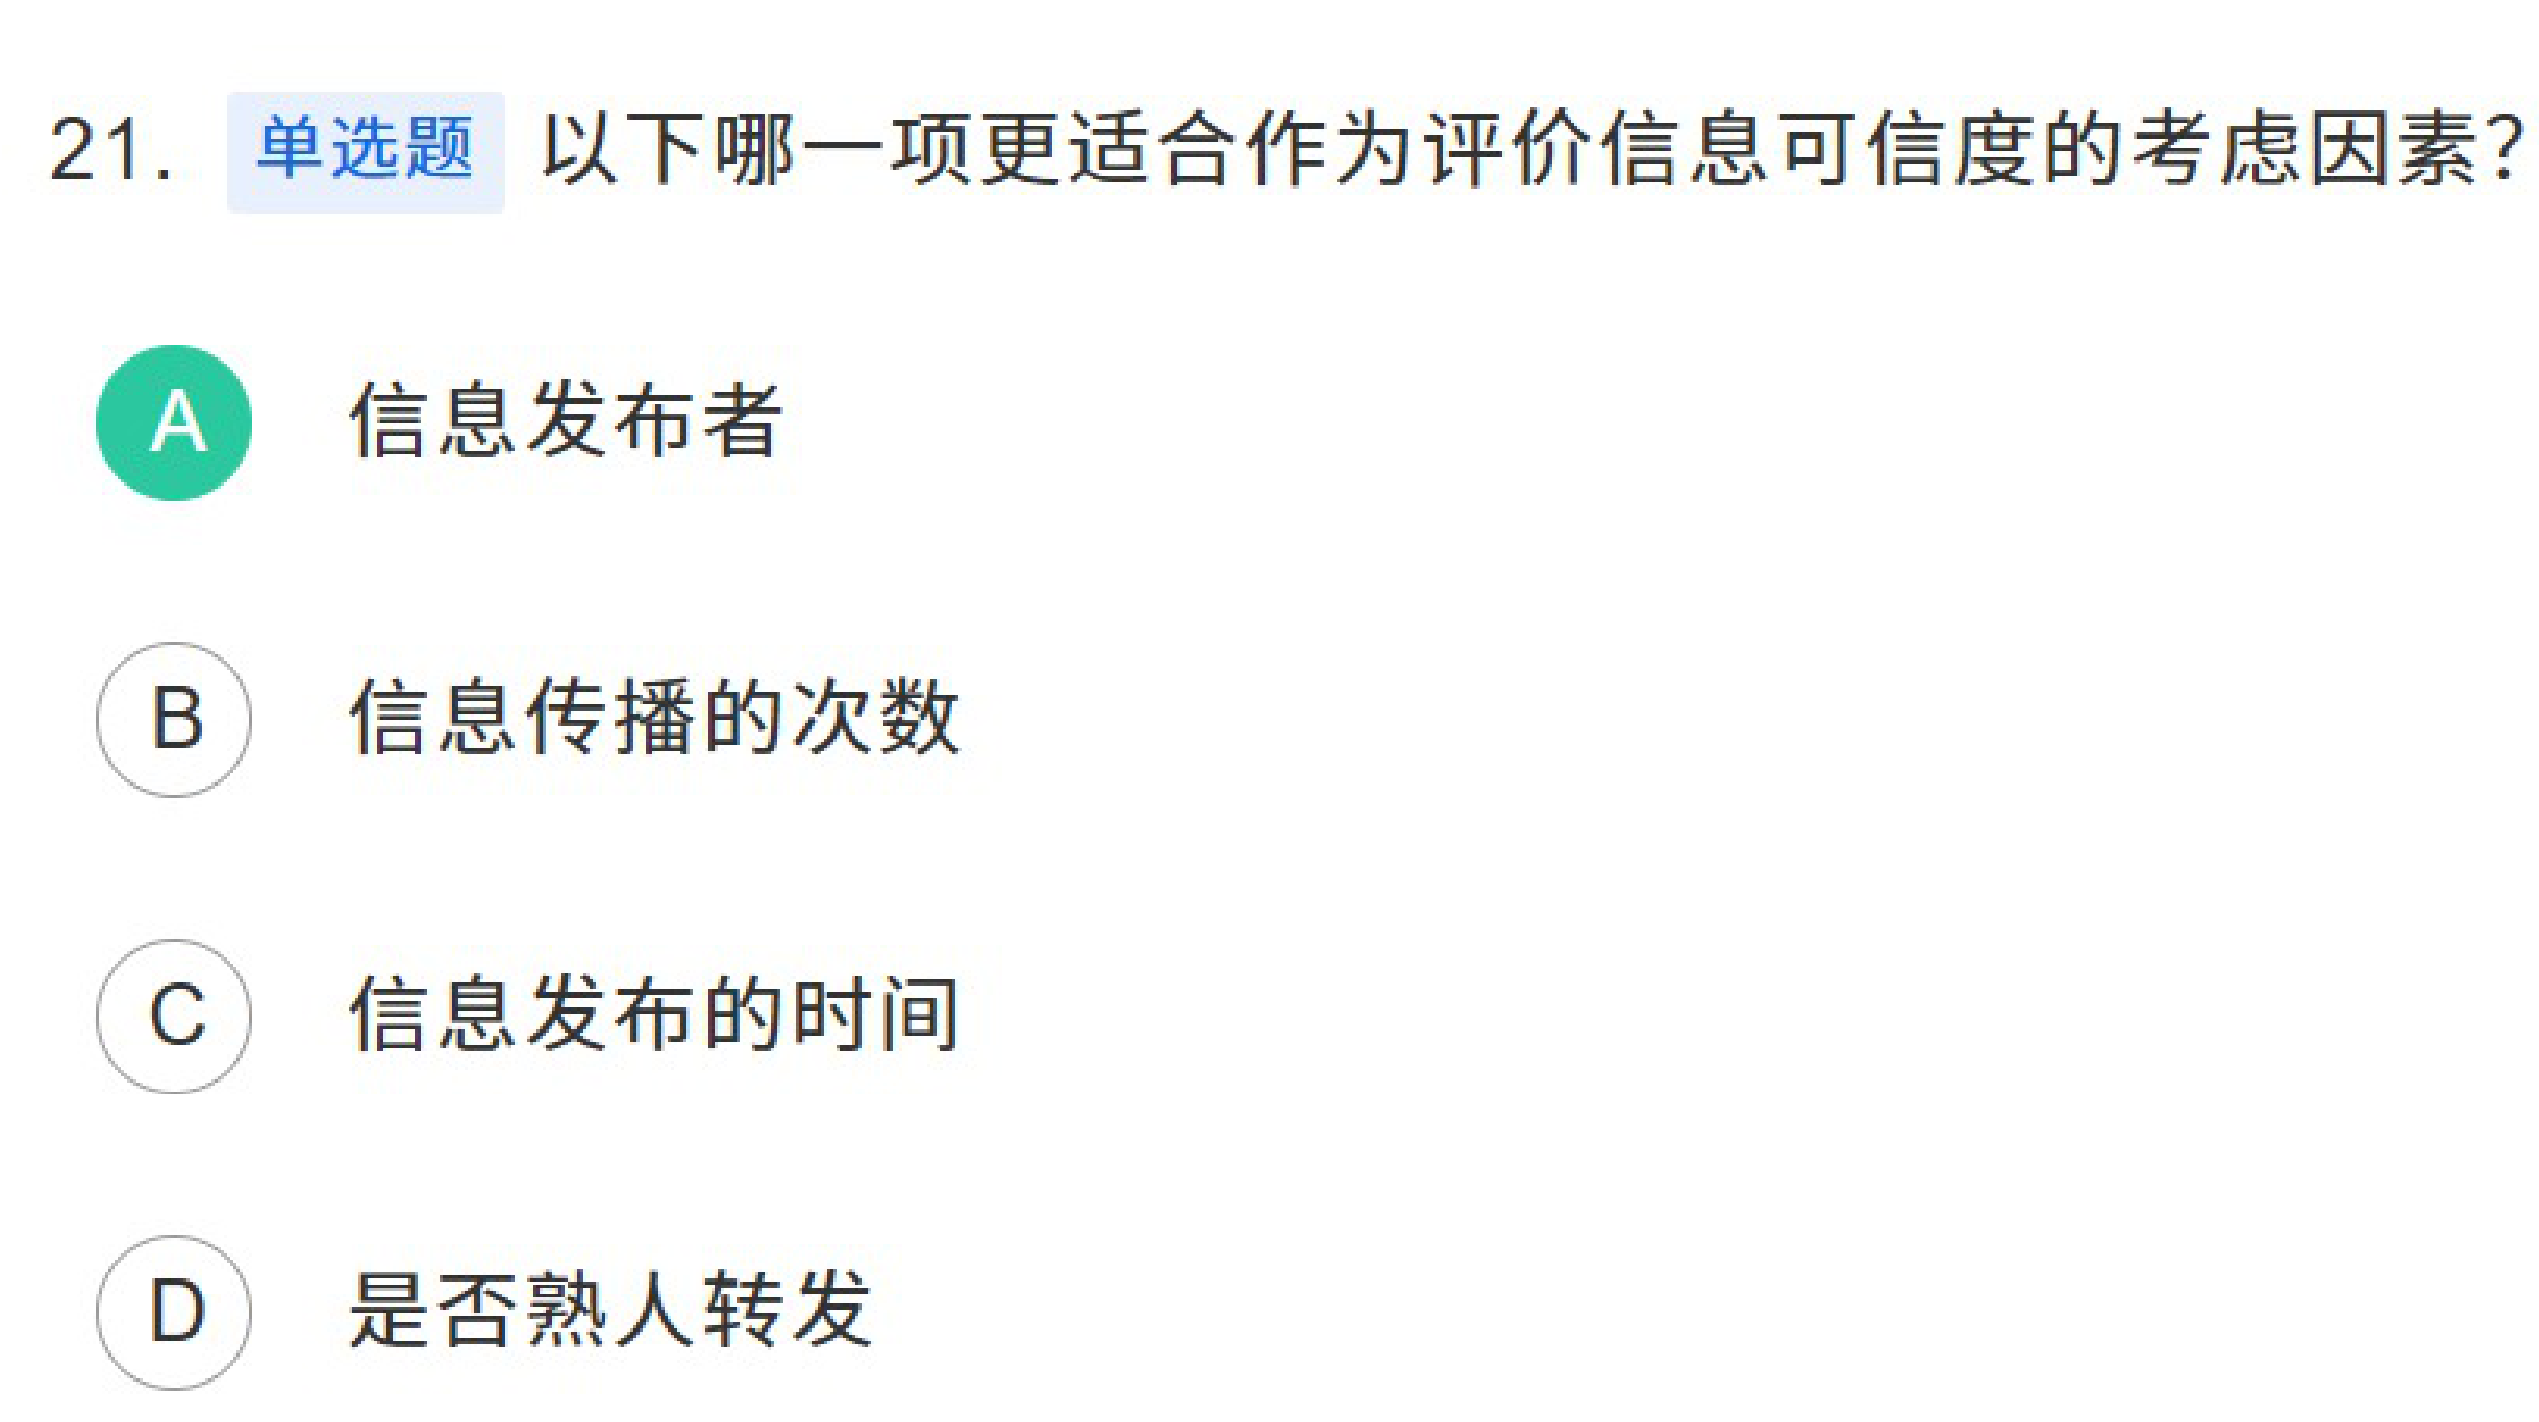 21. 单选题 以下哪一项更适合作为评价信息可信度的考虑因素?
A 信息发布者
B 信息传播的次数
C 信息发布的时间
D 是否熟人转发